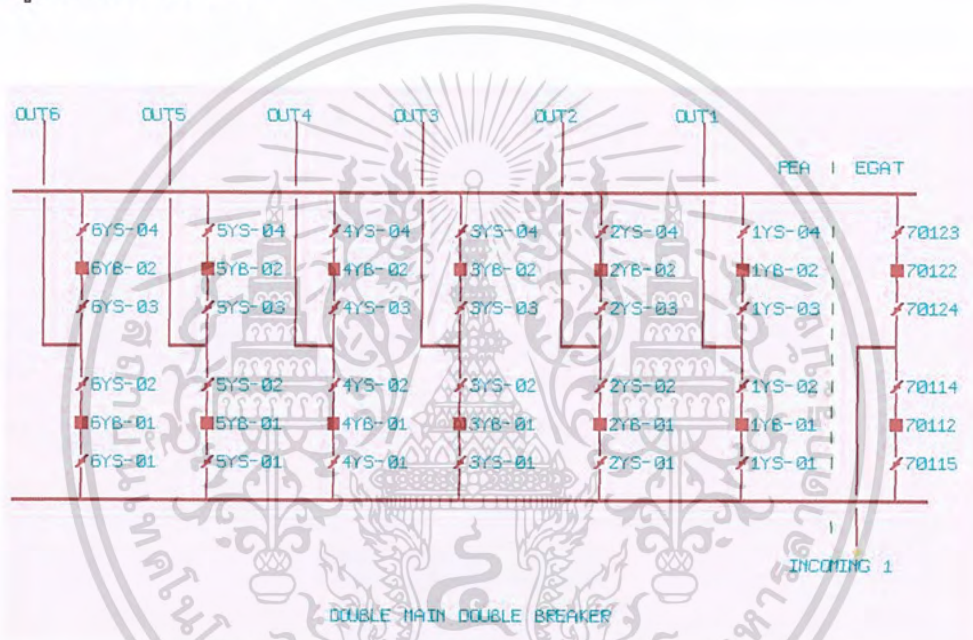 OUT6 OUT5 OUT4 OUT3 OUT2 OUT1
PEA | EGAT
6YS-04 5YS-04 4YS-04 3YS-04 2YS-04 1YS-04 70123
6YB-02 5YB-02 4YB-02 3YB-02 2YB-02 1YB-02 70122
6YS-03 5YS-03 4YS-03 3YS-03 2YS-03 1YS-03 70124
6YS-02 5YS-02 4YS-02 3YS-02 2YS-02 1YS-02 70114
6YB-01 5YB-01 4YB-01 3YB-01 2YB-01 1YB-01 70112
6YS-01 5YS-01 4YS-01 3YS-01 2YS-01 1YS-01 70115
INCOMING 1
DOUBLE MAIN DOUBLE BREAKER